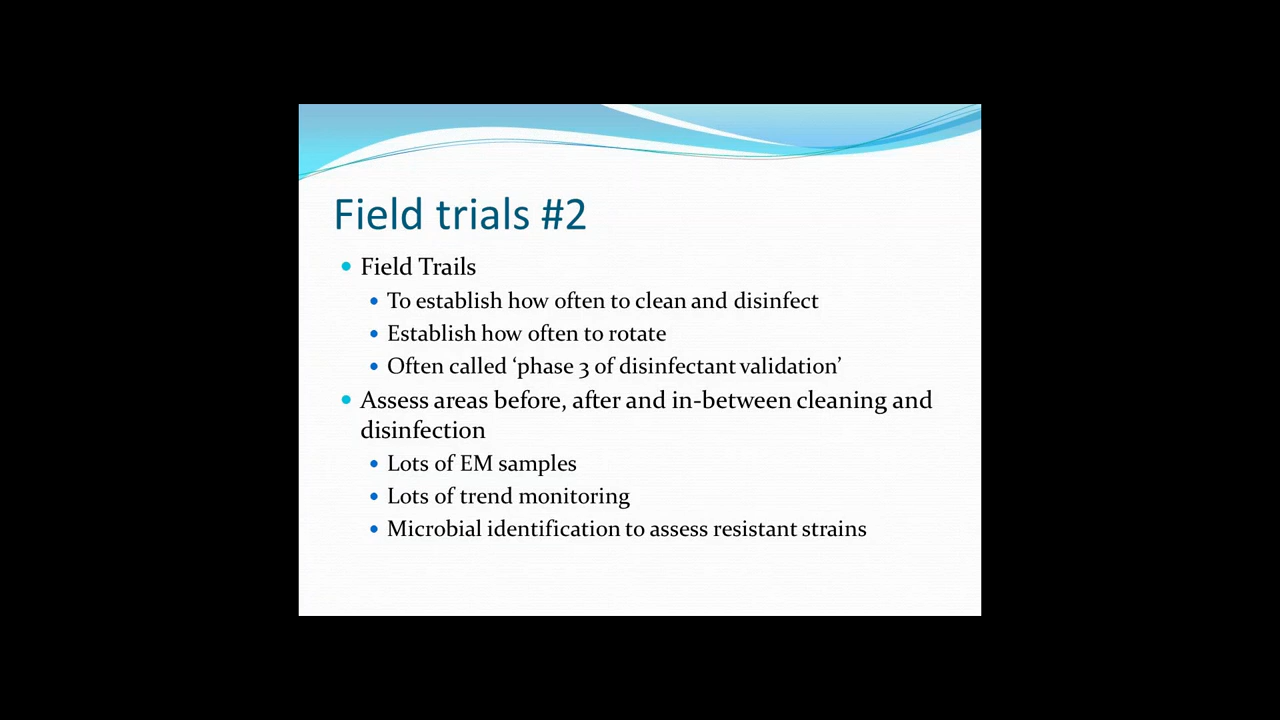 Field trials #2
• Field Trails
• To establish how often to clean and disinfect
• Establish how often to rotate
• Often called ‘phase 3 of disinfectant validation’
• Assess areas before, after and in-between cleaning and
disinfection
• Lots of EM samples
• Lots of trend monitoring
• Microbial identification to assess resistant strains